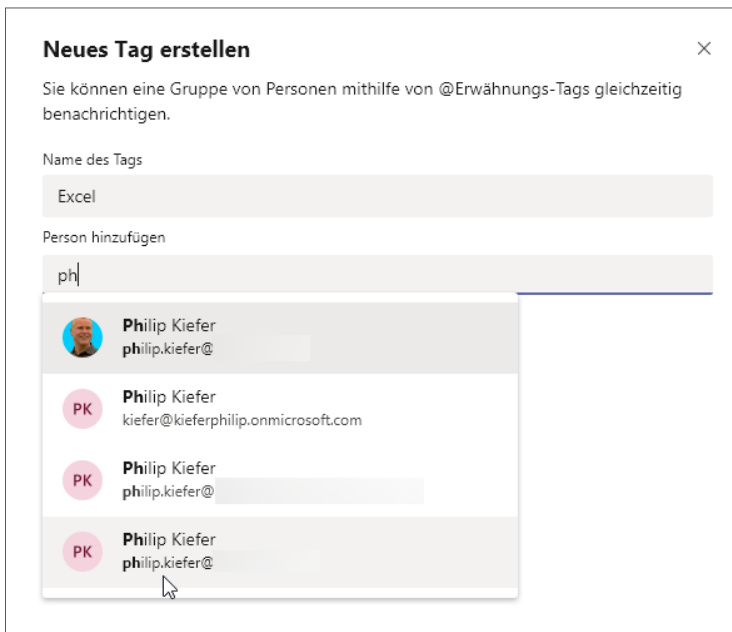 Neues Tag erstellen
Sie können eine Gruppe von Personen mithilfe von @Erwähnungs-Tags gleichzeitig
benachrichtigen.
Name des Tags
Excel
Person hinzufügen
ph
Philip Kiefer
philip.kiefer@
PK
Philip Kiefer
kiefer@kieferphilip.onmicrosoft.com
PK
Philip Kiefer
philip.kiefer@
PK
Philip Kiefer
philip.kiefer@